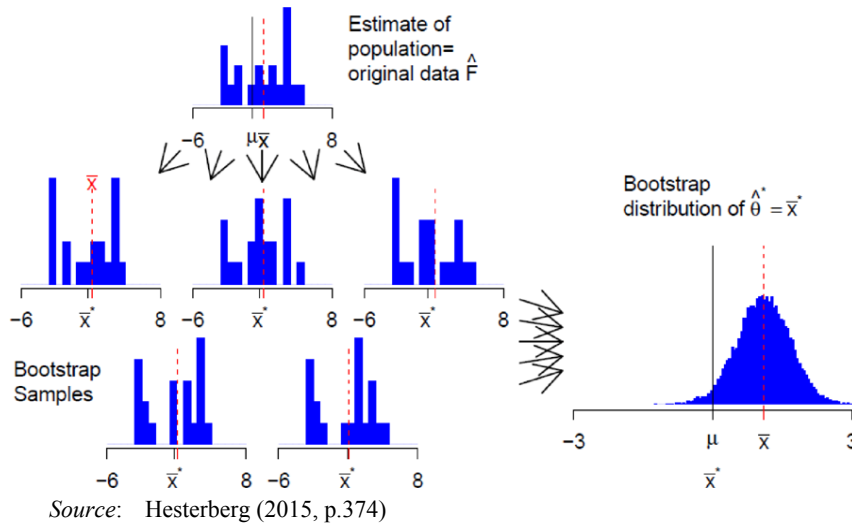 Estimate of
population=
original data F̂
-6 μ x̄ 8
x̄
-6 x̄* 8
-6 x̄* 8
-6 x̄* 8
Bootstrap
Samples
-6 x̄* 8
-6 x̄* 8
Bootstrap
distribution of θ̂* = x̄*
-3 μ x̄ 3
x̄*
Source: Hesterberg (2015, p.374)